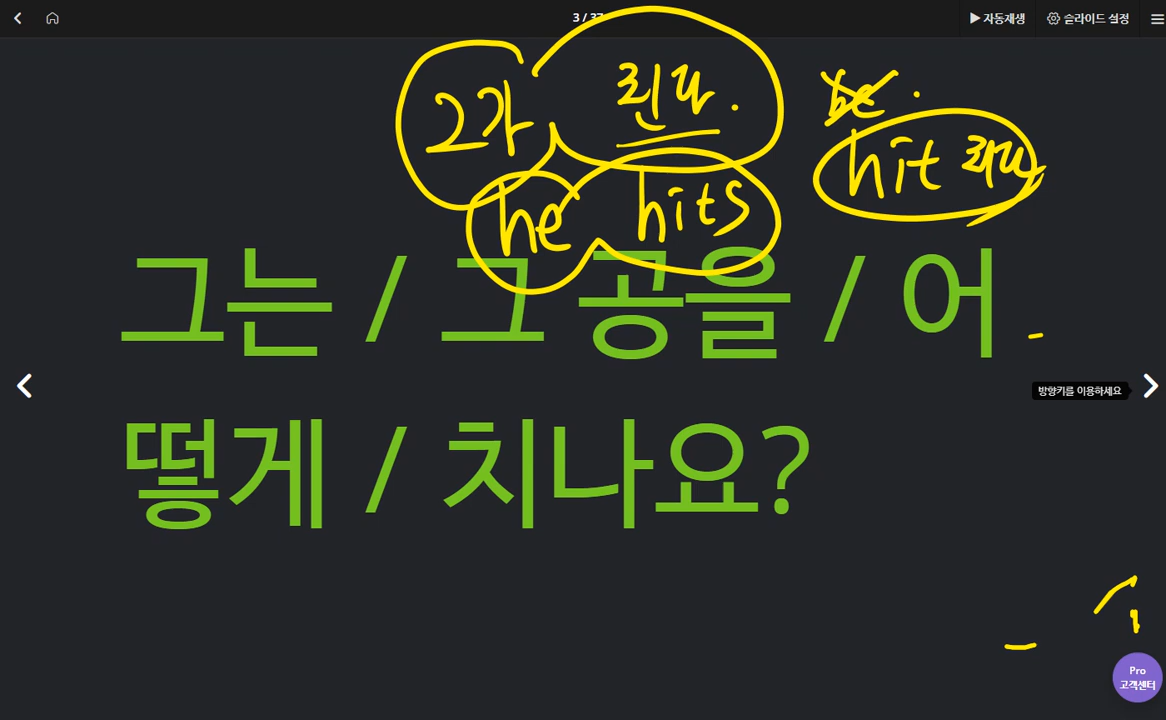 3 / 37
▶ 자동재생
슬라이드 설정
그가 친다.
be.
hit 치다
he hits
그는 / 그 공을 / 어
떻게 / 치나요?
방향키를 이용하세요
Pro
고객센터